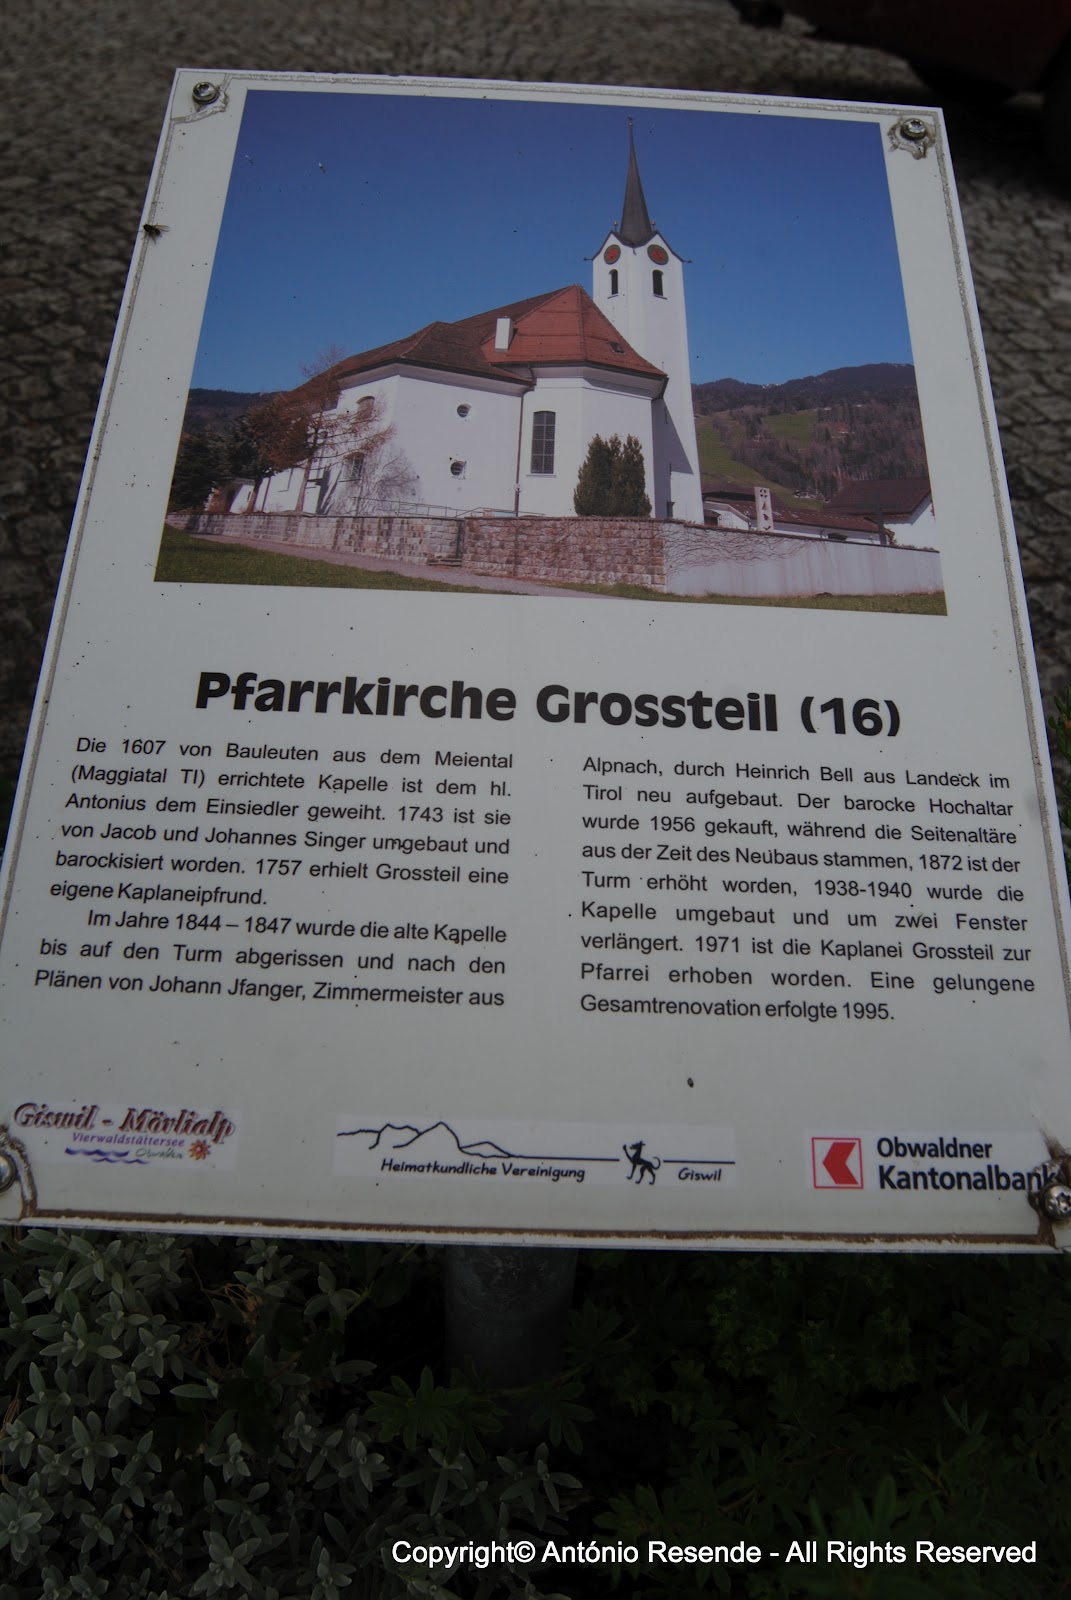 Pfarrkirche Grossteil (16)
Die 1607 von Bauleuten aus dem Meiental
(Maggiatal TI) errichtete Kapelle ist dem hl.
Antonius dem Einsiedler geweiht. 1743 ist sie
von Jacob und Johannes Singer umgebaut und
barockisiert worden. 1757 erhielt Grossteil eine
eigene Kaplaneipfrund.
Im Jahre 1844 – 1847 wurde die alte Kapelle
bis auf den Turm abgerissen und nach den
Plänen von Johann Jfanger, Zimmermeister aus
Alpnach, durch Heinrich Bell aus Landeck im
Tirol neu aufgebaut. Der barocke Hochaltar
wurde 1956 gekauft, während die Seitenaltäre
aus der Zeit des Neubaus stammen, 1872 ist der
Turm erhöht worden, 1938-1940 wurde die
Kapelle umgebaut und um zwei Fenster
verlängert. 1971 ist die Kaplanei Grossteil zur
Pfarrei erhoben worden. Eine gelungene
Gesamtrenovation erfolgte 1995.
Giswil - Mörlialp
Vierwaldstättersee
Obwalden
Heimatkundliche Vereinigung Giswil
Obwaldner
Kantonalbank
Copyright© António Resende - All Rights Reserved